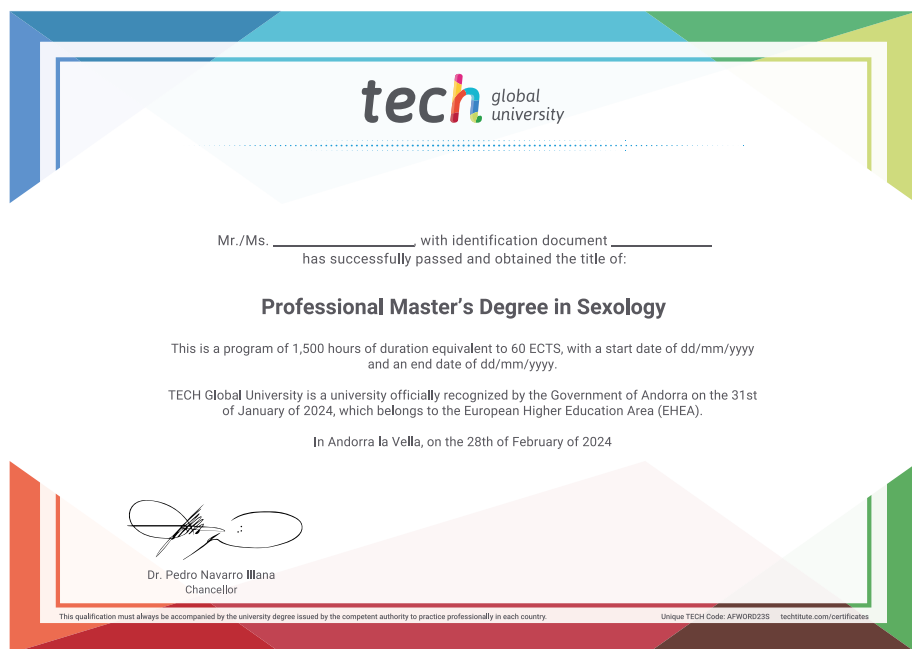 tech global university
Mr./Ms. ____________, with identification document ____________
has successfully passed and obtained the title of:
Professional Master's Degree in Sexology
This is a program of 1,500 hours of duration equivalent to 60 ECTS, with a start date of dd/mm/yyyy
and an end date of dd/mm/yyyy.
TECH Global University is a university officially recognized by the Government of Andorra on the 31st
of January of 2024, which belongs to the European Higher Education Area (EHEA).
In Andorra la Vella, on the 28th of February of 2024
Dr. Pedro Navarro Illana
Chancellor
This qualification must always be accompanied by the university degree issued by the competent authority to practice professionally in each country.
Unique TECH Code: AFWORD23S techtitute.com/certificates